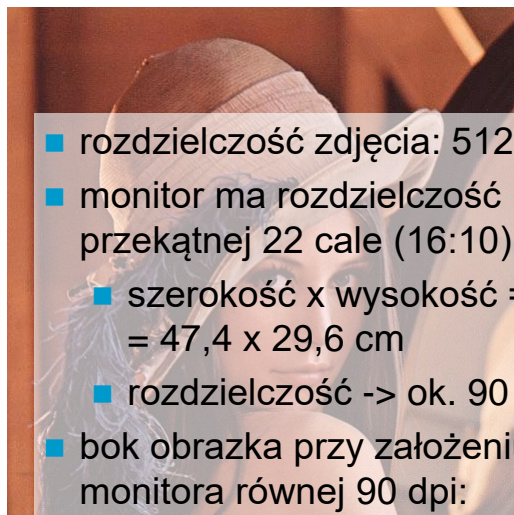 rozdzielczość zdjęcia: 512
monitor ma rozdzielczość
przekątnej 22 cale (16:10)
szerokość x wysokość =
= 47,4 x 29,6 cm
rozdzielczość -> ok. 90
bok obrazka przy założeni
monitora równej 90 dpi: